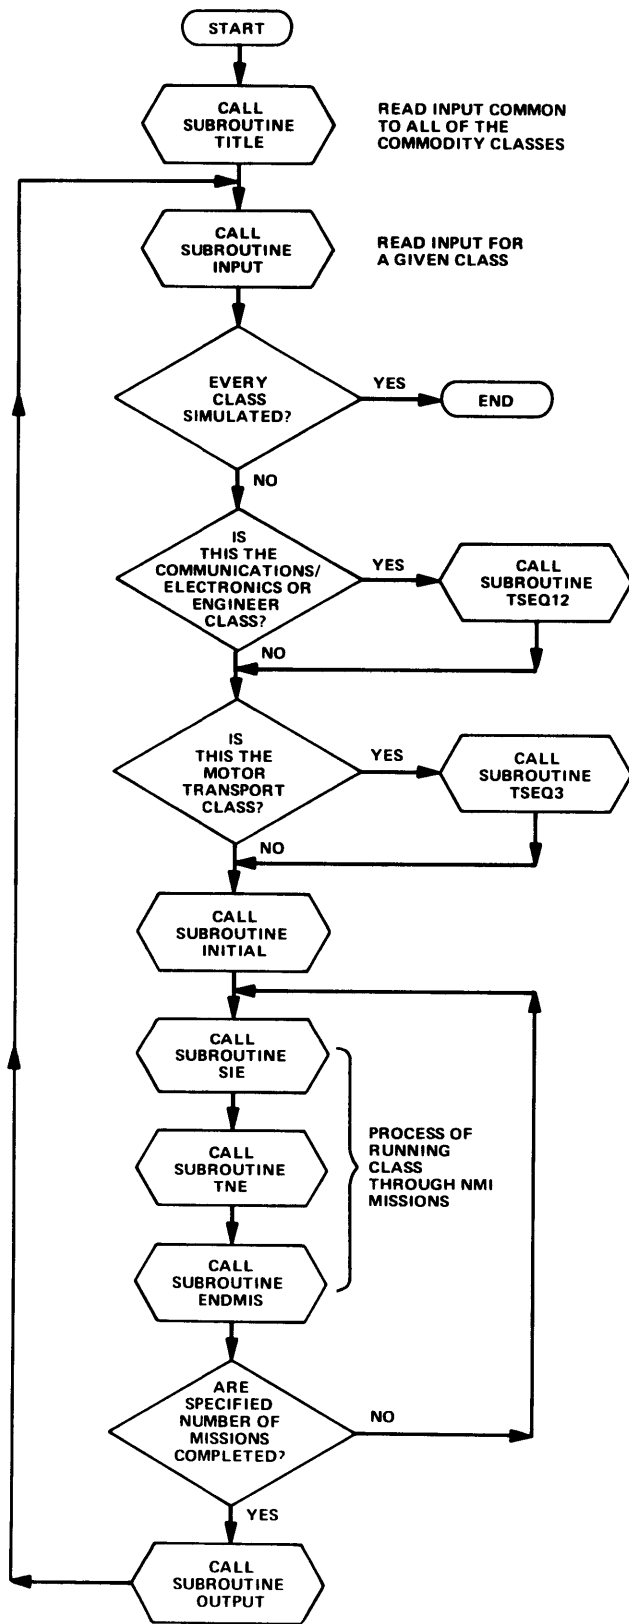 START
CALL
SUBROUTINE
TITLE
READ INPUT COMMON
TO ALL OF THE
COMMODITY CLASSES
CALL
SUBROUTINE
INPUT
READ INPUT FOR
A GIVEN CLASS
EVERY
CLASS
SIMULATED?
YES
END
NO
IS
THIS THE
COMMUNICATIONS/
ELECTRONICS OR
ENGINEER
CLASS?
YES
CALL
SUBROUTINE
TSEQ12
NO
IS
THIS THE
MOTOR
TRANSPORT
CLASS?
YES
CALL
SUBROUTINE
TSEQ3
NO
CALL
SUBROUTINE
INITIAL
CALL
SUBROUTINE
SIE
CALL
SUBROUTINE
TNE
PROCESS OF
RUNNING
CLASS
THROUGH NMI
MISSIONS
CALL
SUBROUTINE
ENDMIS
ARE
SPECIFIED
NUMBER OF
MISSIONS
COMPLETED?
NO
YES
CALL
SUBROUTINE
OUTPUT